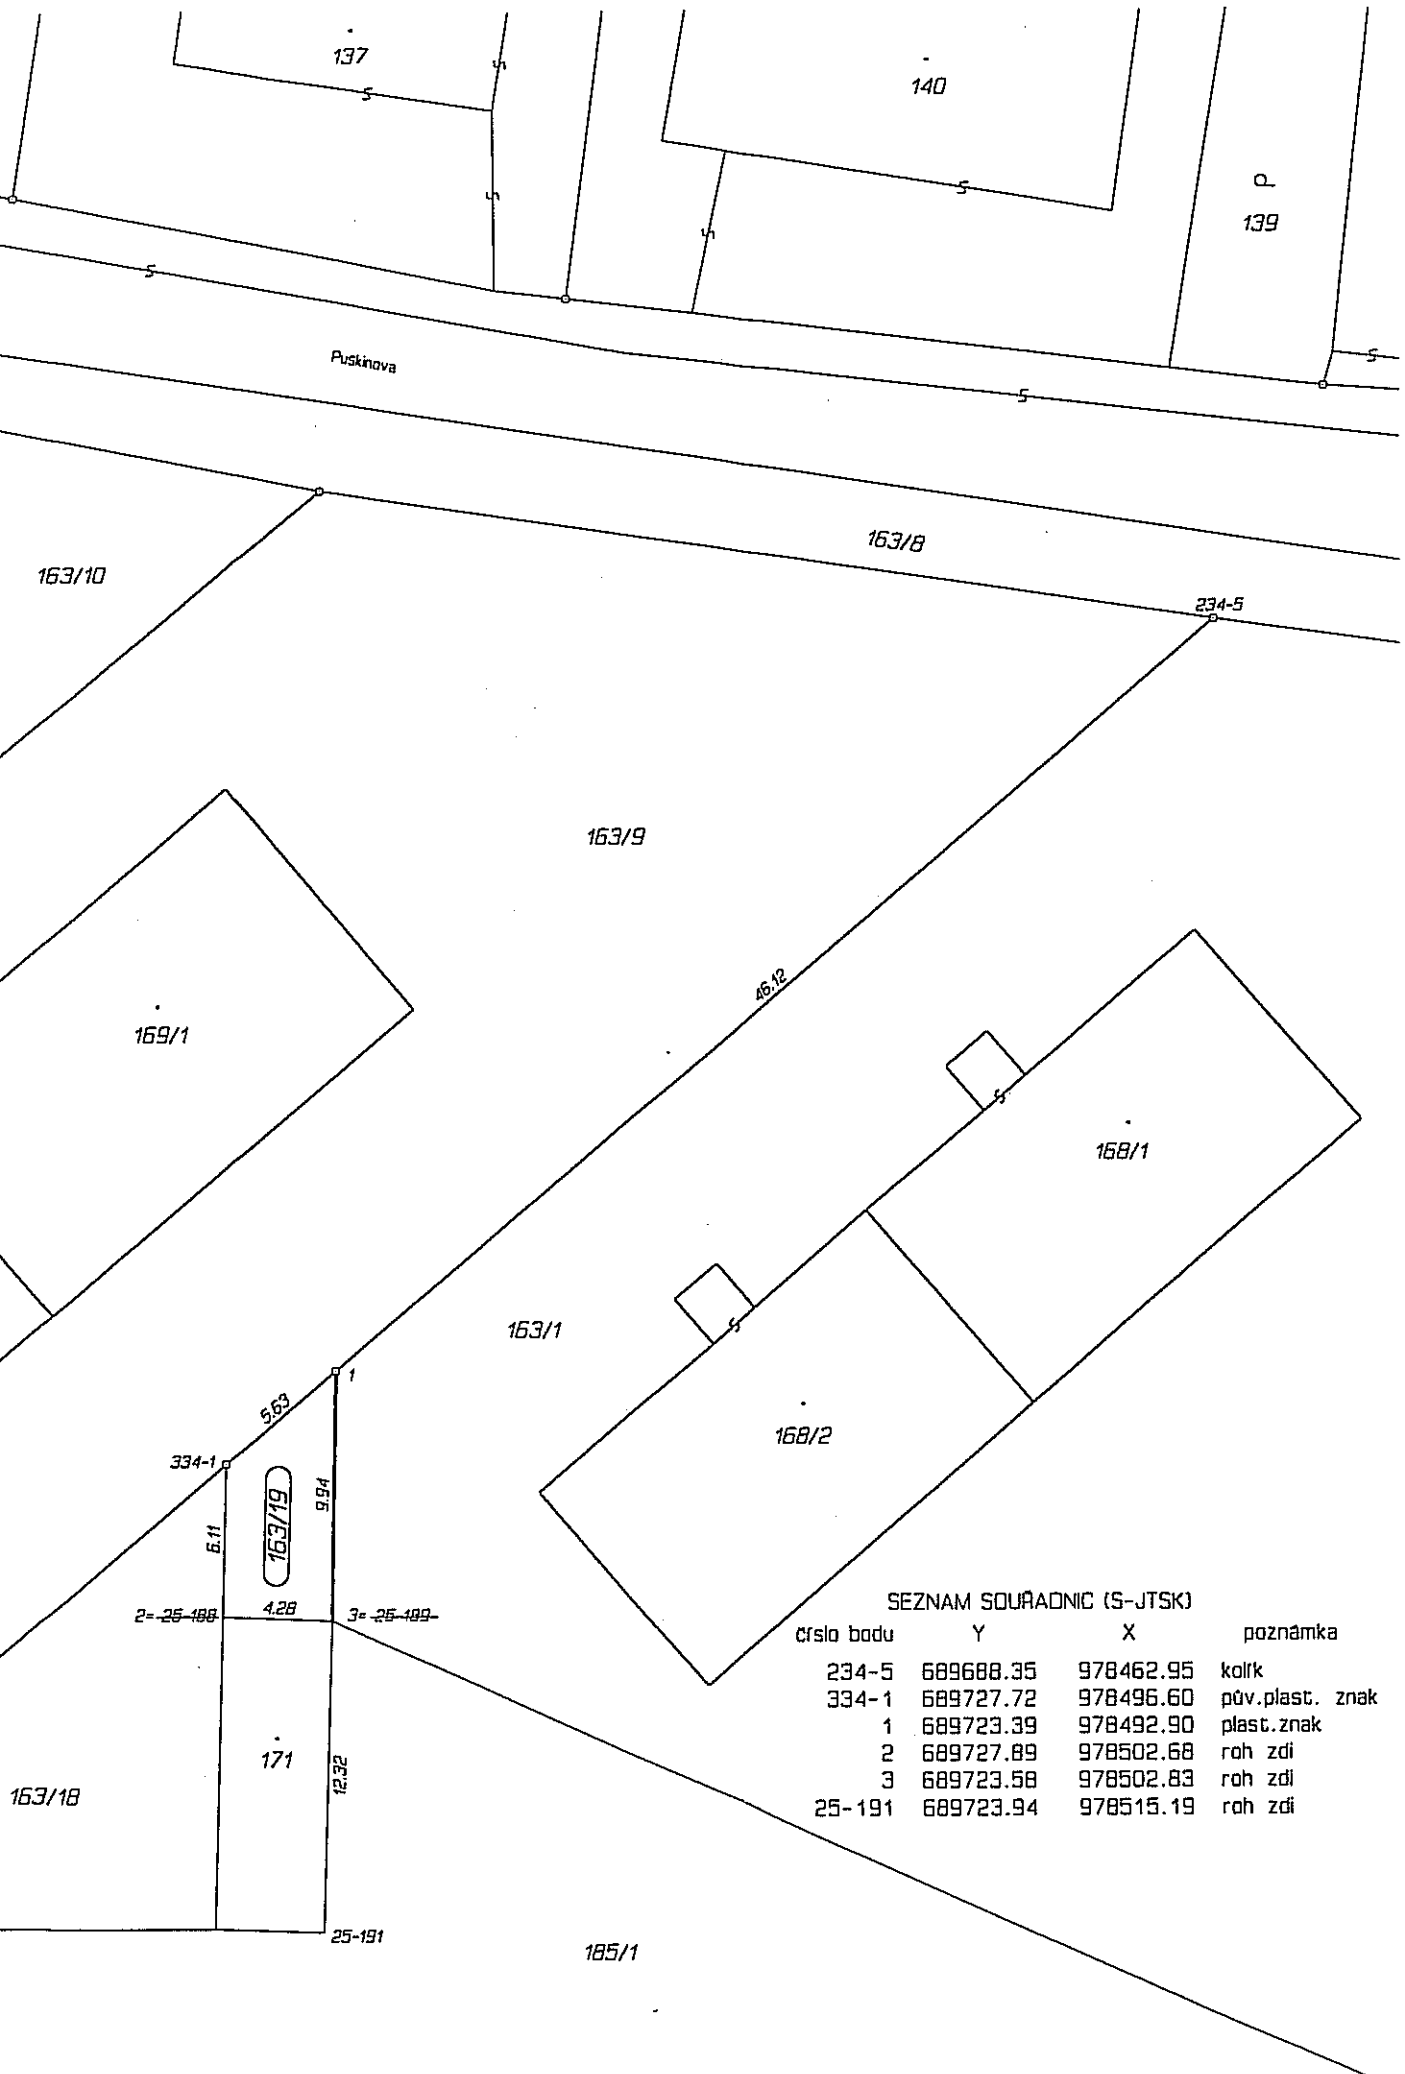 137
140
P
139
Puskinova
163/8
163/10
234-5
163/9
46.12
169/1
168/1
163/1
1
5.63
168/2
334-1
9.94
163/19
6.11
2= 25-188
4.28
3= 25-189
171
12.32
163/18
25-191
185/1
SEZNAM SOUŘADNIC (S-JTSK)
číslo bodu Y X poznámka
234-5 689688.35 978462.95 kolík
334-1 689727.72 978496.60 pův.plast. znak
1 689723.39 978492.90 plast.znak
2 689727.89 978502.68 roh zdi
3 689723.58 978502.83 roh zdi
25-191 689723.94 978515.19 roh zdi